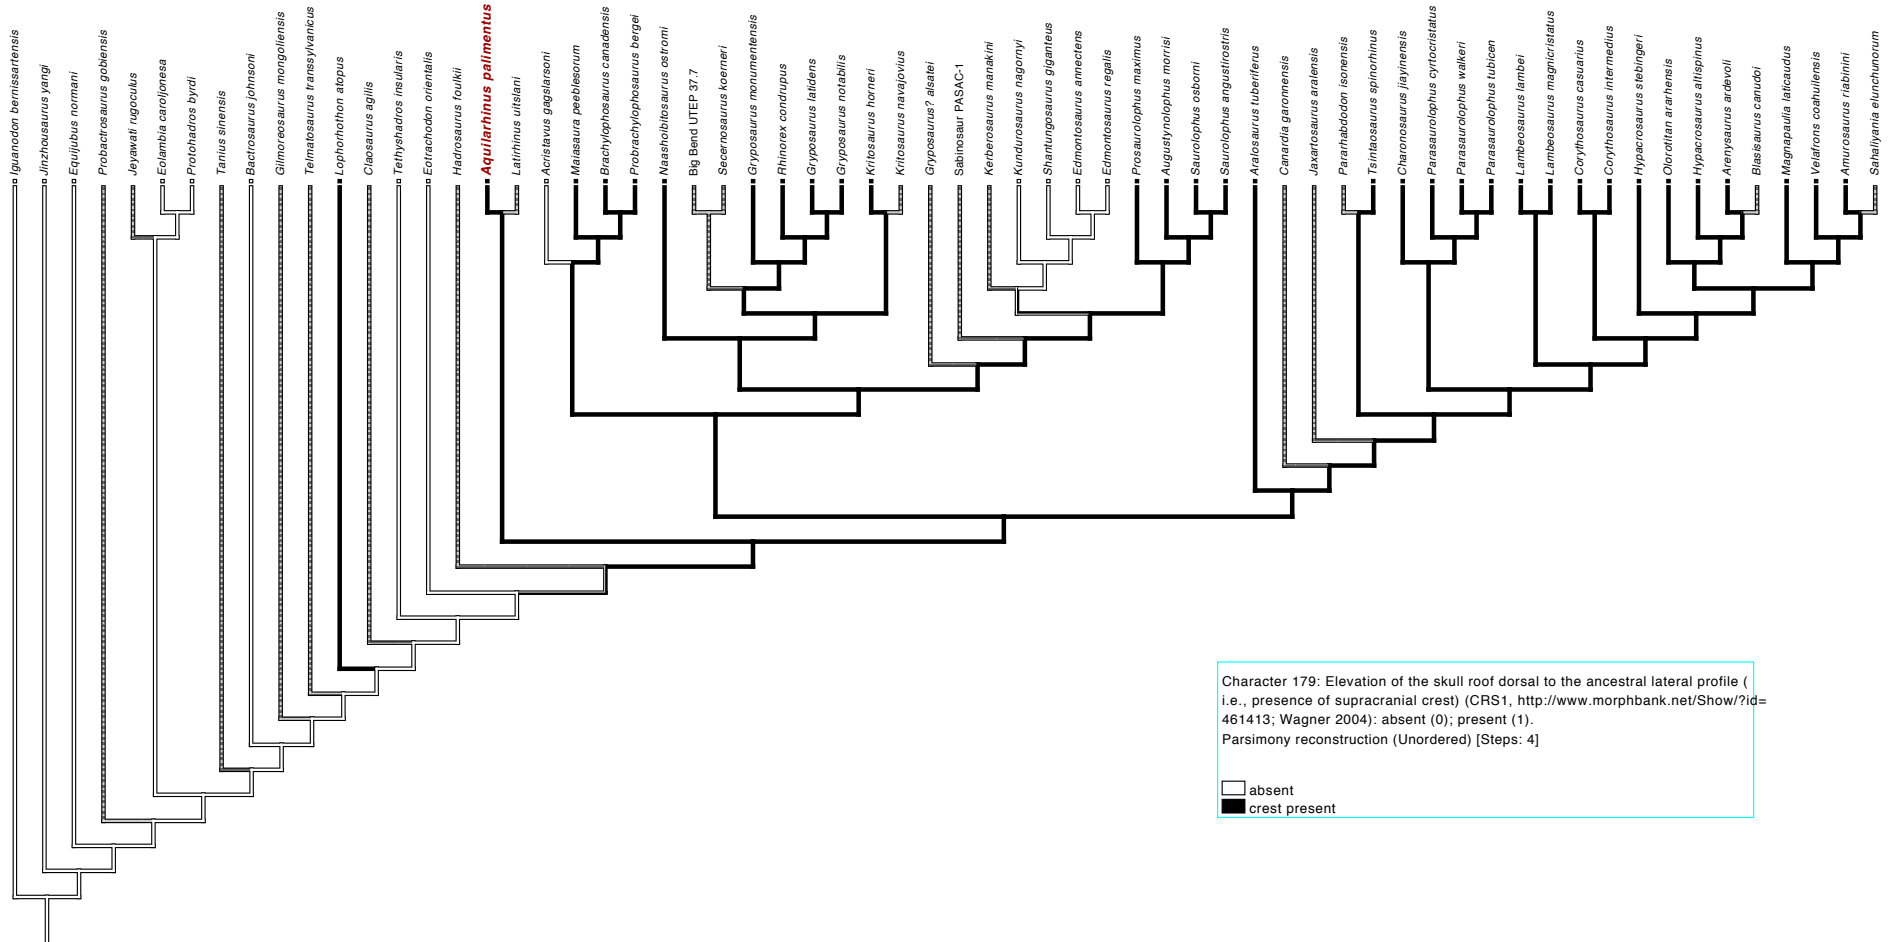 Iguanodon bernissartensis
Jinzhousaurus yangi
Equijubus normani
Probactrosaurus gobiensis
Jeyawati rugoculus
Eolambia caroljonesa
Protohadros byrdi
Tanius sinensis
Bactrosaurus johnsoni
Gilmoreosaurus mongoliensis
Telmatosaurus transsylvanicus
Lophorhothon atopus
Claosaurus agilis
Tethyshadros insularis
Eotrachodon orientalis
Hadrosaurus foulkii
Aquilarhinus palimentus
Latirhinus uitstlani
Acristavus gagslarsoni
Maiasaura peeblesorum
Brachylophosaurus canadensis
Probrachylophosaurus bergei
Naashoibitosaurus ostromi
Big Bend UTEP 37.7
Secernosaurus koerneri
Gryposaurus monumentensis
Rhinorex condrupus
Gryposaurus latidens
Gryposaurus notabilis
Kritosaurus horneri
Kritosaurus navajovius
Gryposaurus? alsatei
Sabinosaur PASAC-1
Kerberosaurus manakini
Kundurosaurus nagornyi
Shantungosaurus giganteus
Edmontosaurus annectens
Edmontosaurus regalis
Prosaurolophus maximus
Augustynolophus morrisi
Saurolophus osborni
Saurolophus angustirostris
Aralosaurus tuberiferus
Canardia garonnensis
Jaxartosaurus aralensis
Pararhabdodon isonensis
Tsintaosaurus spinorhinus
Charonosaurus jiayinensis
Parasaurolophus cyrtocristatus
Parasaurolophus walkeri
Parasaurolophus tubicen
Lambeosaurus lambei
Lambeosaurus magnicristatus
Corythosaurus casuarius
Corythosaurus intermedius
Hypacrosaurus stebingeri
Olorotitan ararhensis
Hypacrosaurus altispinus
Arenysaurus ardevoli
Blasisaurus canudoi
Magnapaulia laticaudus
Velafrons coahuilensis
Amurosaurus riabinini
Sahaliyania elunchunorum
Character 179: Elevation of the skull roof dorsal to the ancestral lateral profile (
i.e., presence of supracranial crest) (CRS1, http://www.morphbank.net/Show/?id=
461413; Wagner 2004): absent (0); present (1).
Parsimony reconstruction (Unordered) [Steps: 4]
absent
crest present